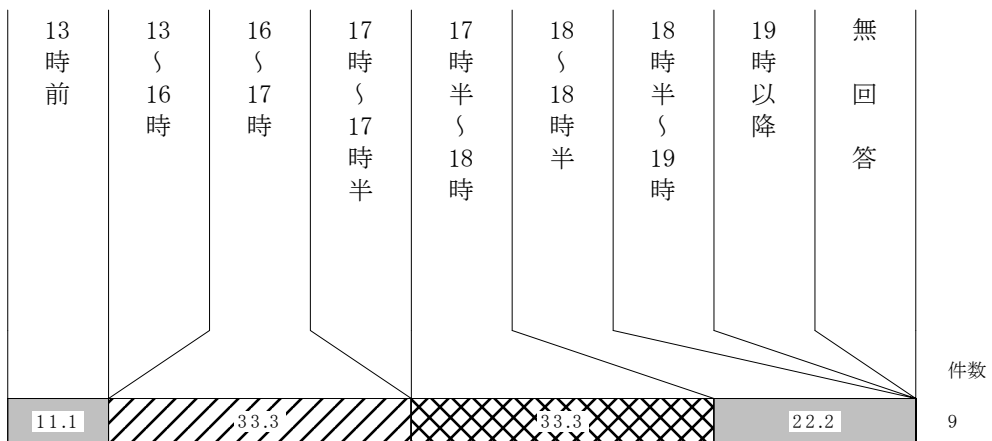 13時前
13〜16時
16〜17時
17時〜17時半
17時半〜18時
18〜18時半
18時半〜19時
19時以降
無回答
件数
11.1
33.3
33.3
22.2
9